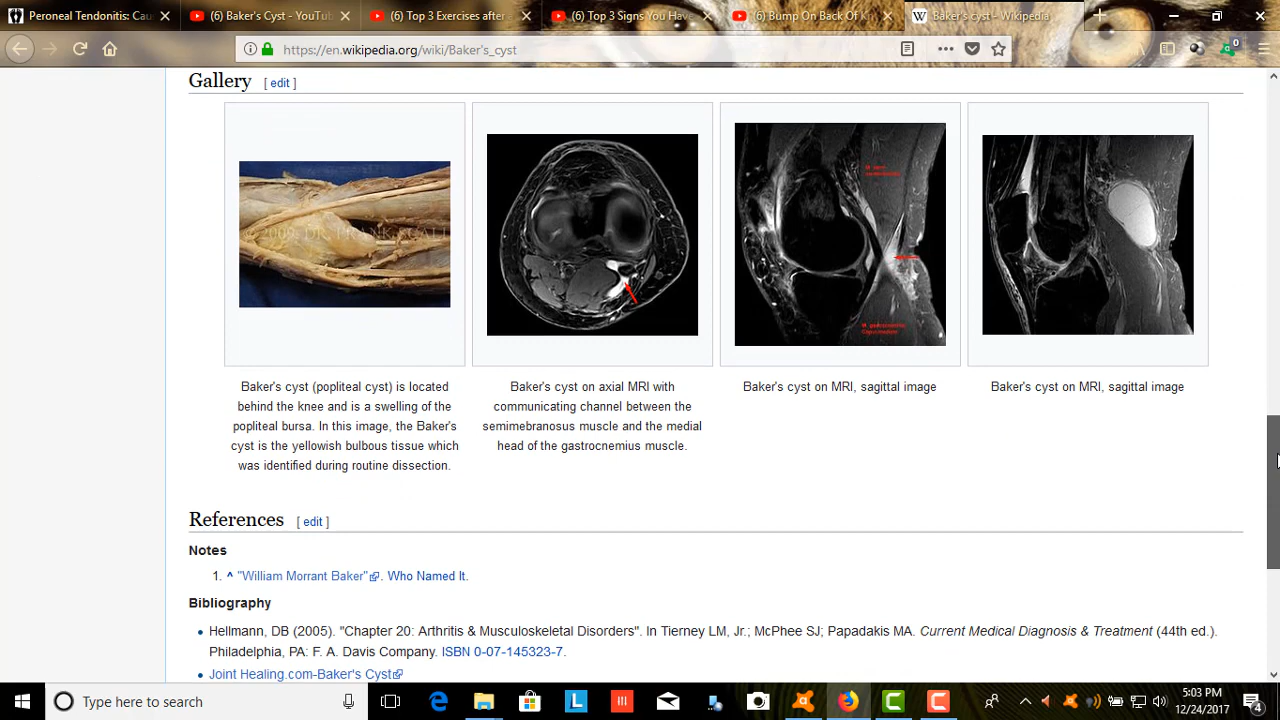 Peroneal Tendonitis: Cau
(6) Baker's Cyst - YouTu
(6) Top 3 Exercises after a
(6) Top 3 Signs You Have
(6) Bump On Back Of Kn
Baker's cyst - Wikipedia
0
https://en.wikipedia.org/wiki/Baker's_cyst
Gallery [ edit ]
Baker's cyst (popliteal cyst) is located
behind the knee and is a swelling of the
popliteal bursa. In this image, the Baker's
cyst is the yellowish bulbous tissue which
was identified during routine dissection.
Baker's cyst on axial MRI with
communicating channel between the
semimebranosus muscle and the medial
head of the gastrocnemius muscle.
Baker's cyst on MRI, sagittal image
Baker's cyst on MRI, sagittal image
References [ edit ]
Notes
1. ^ "William Morrant Baker". Who Named It.
Bibliography
• Hellmann, DB (2005). "Chapter 20: Arthritis & Musculoskeletal Disorders". In Tierney LM, Jr.; McPhee SJ; Papadakis MA. Current Medical Diagnosis & Treatment (44th ed.).
Philadelphia, PA: F. A. Davis Company. ISBN 0-07-145323-7.
• Joint Healing.com-Baker's Cyst
Type here to search
5:03 PM
12/24/2017
4